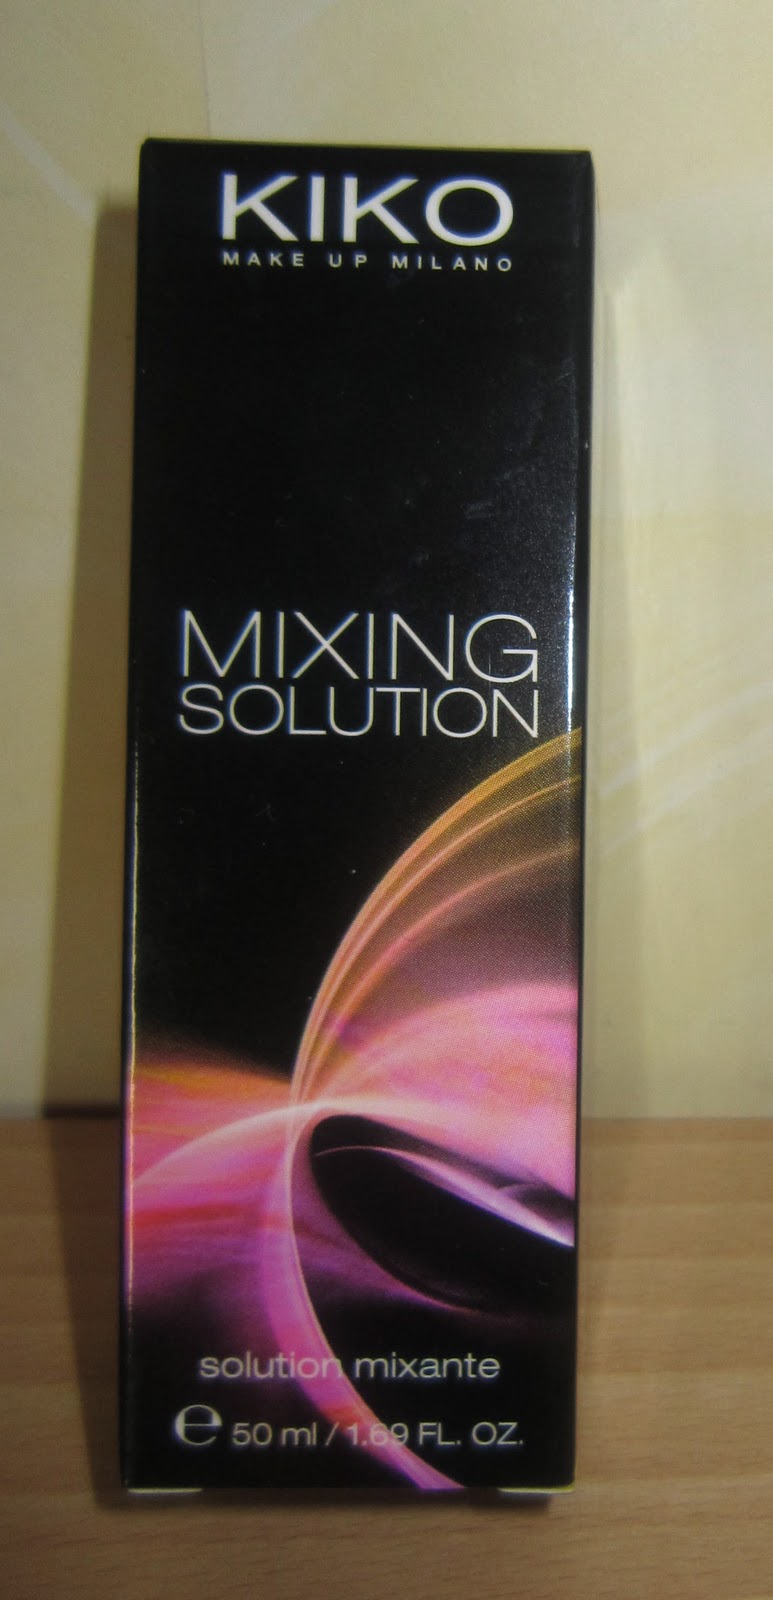 KIKO
MAKE UP MILANO
MIXING
SOLUTION
solution mixante
℮ 50 ml / 1.69 FL. OZ.